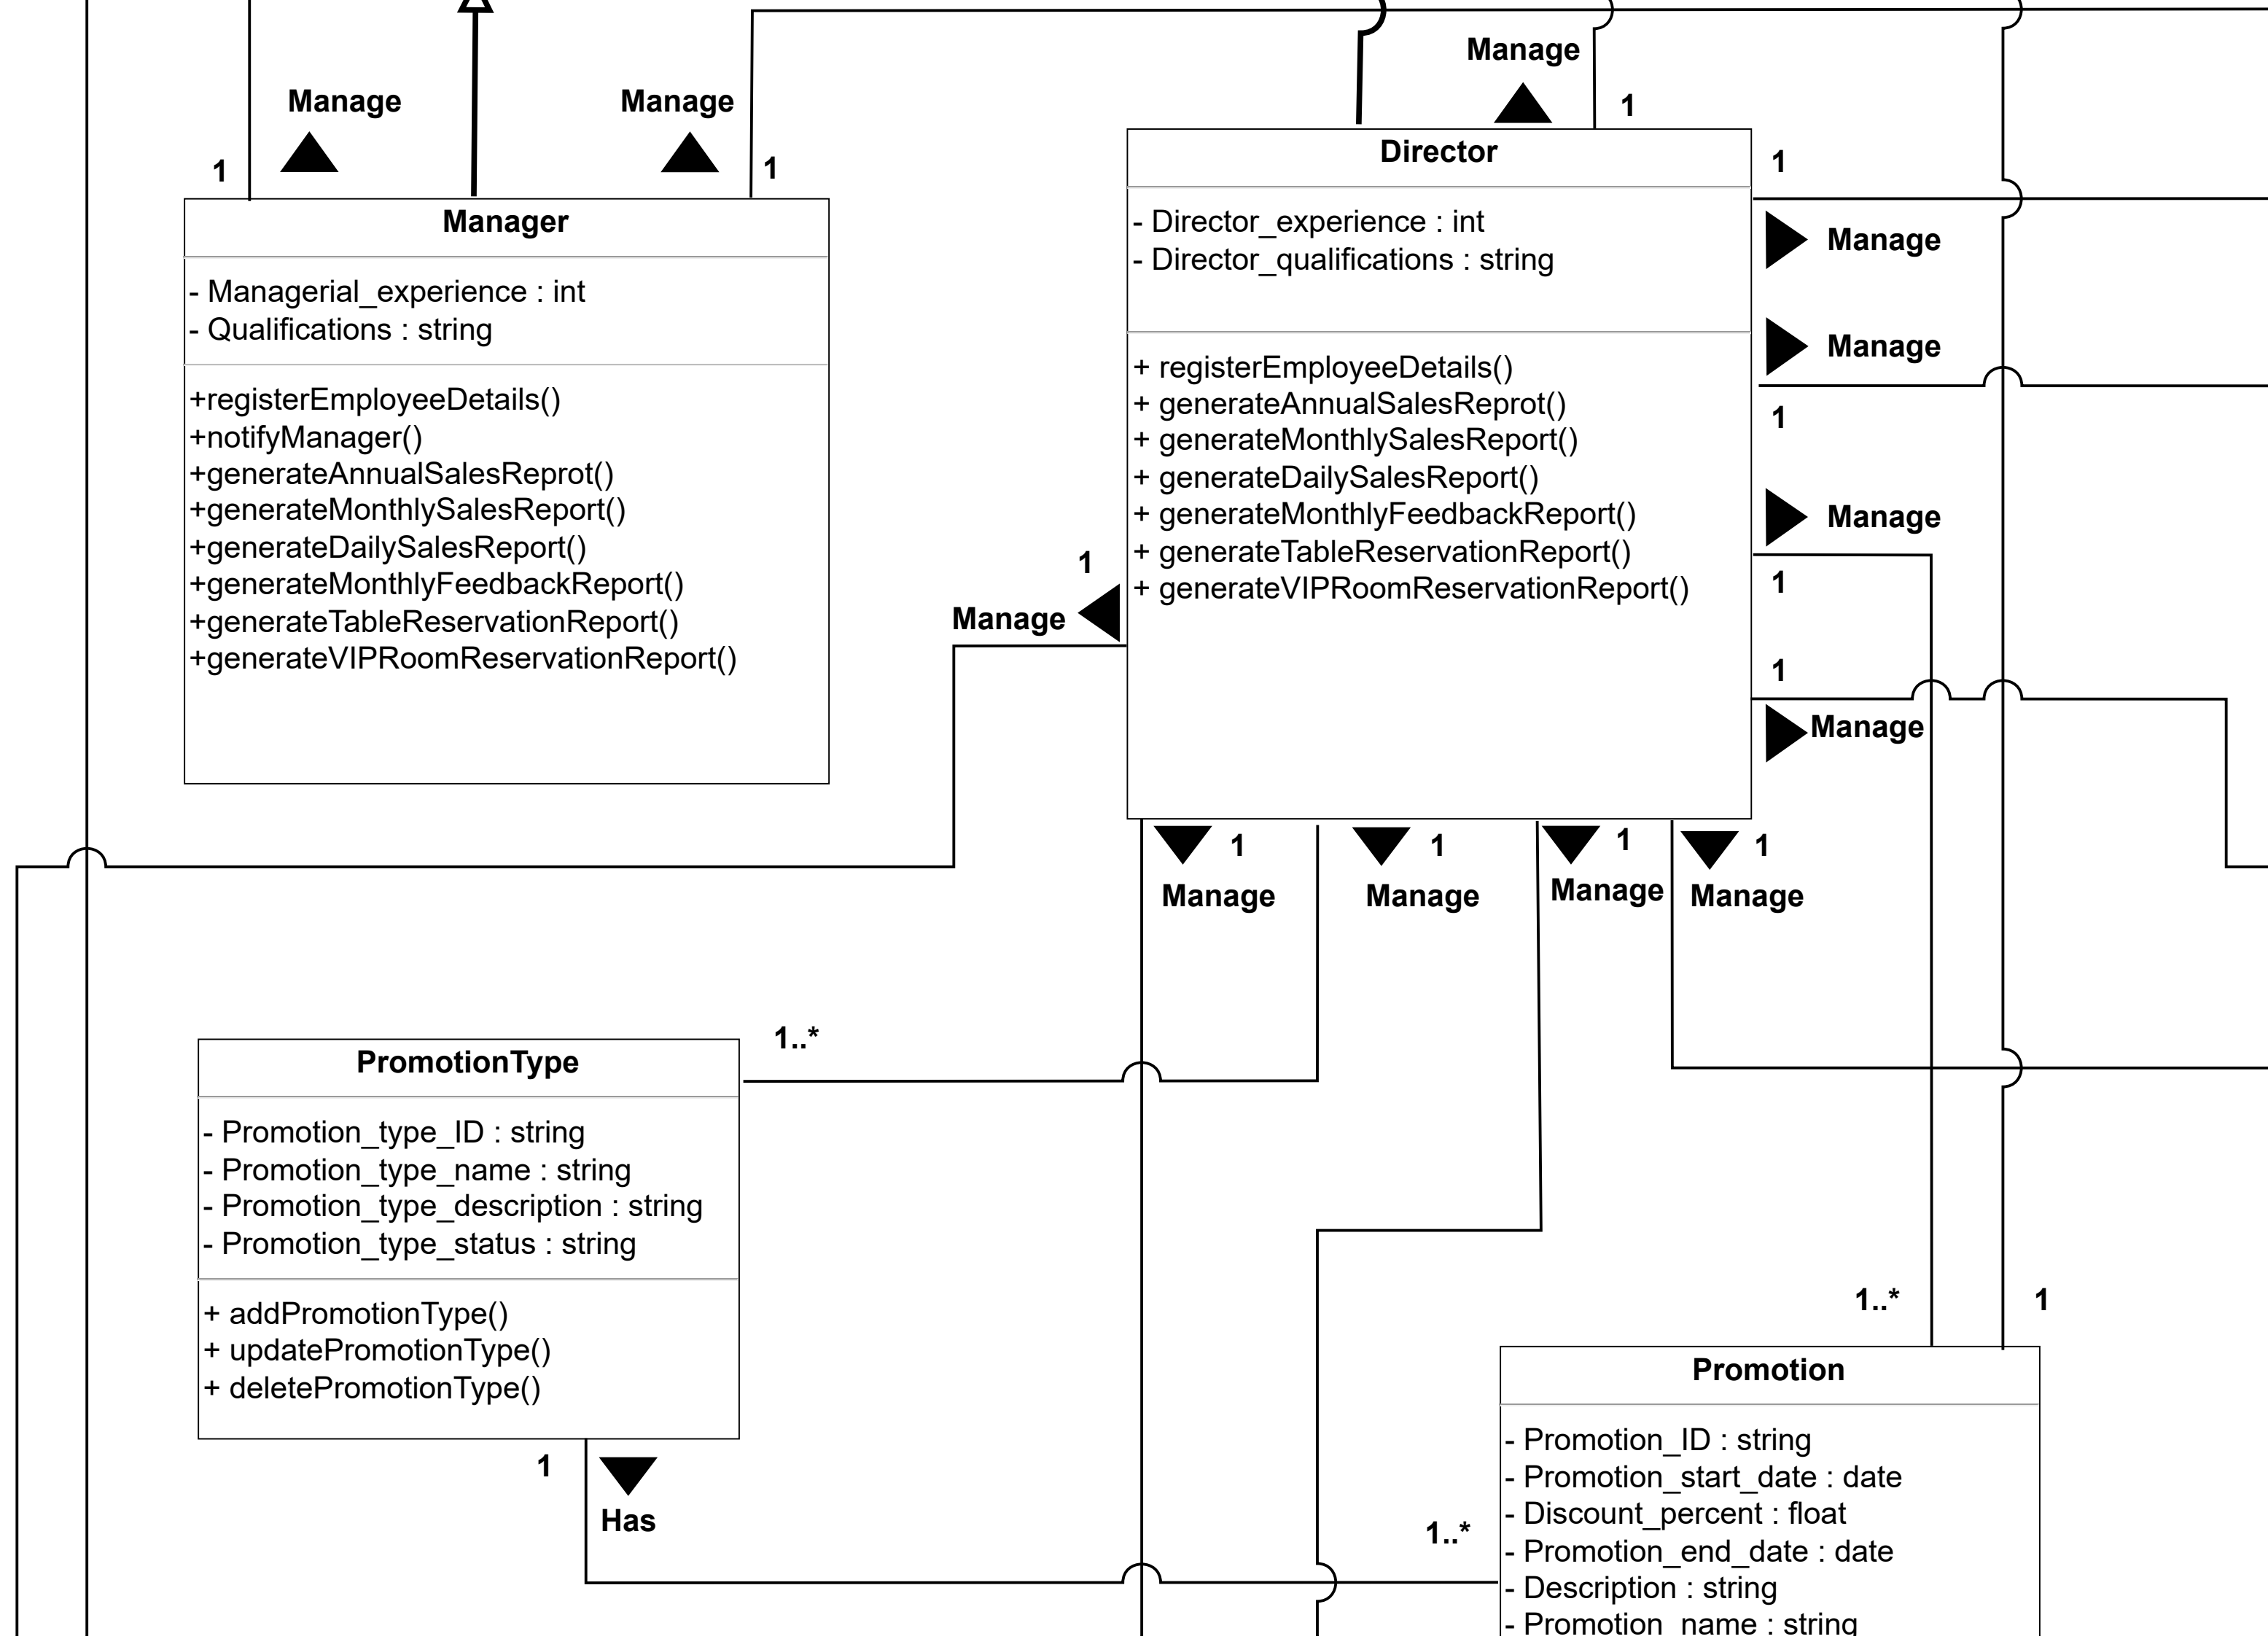 Manage
Manage
1
1
Manager
- Managerial_experience : int
- Qualifications : string
+registerEmployeeDetails()
+notifyManager()
+generateAnnualSalesReprot()
+generateMonthlySalesReport()
+generateDailySalesReport()
+generateMonthlyFeedbackReport()
+generateTableReservationReport()
+generateVIPRoomReservationReport()
Manage
1
Director
- Director_experience : int
- Director_qualifications : string
+ registerEmployeeDetails()
+ generateAnnualSalesReprot()
+ generateMonthlySalesReport()
+ generateDailySalesReport()
+ generateMonthlyFeedbackReport()
+ generateTableReservationReport()
+ generateVIPRoomReservationReport()
1
Manage
Manage
1
Manage
1
1
Manage
1
Manage
1
Manage
1
Manage
1
Manage
1
Manage
1..*
PromotionType
- Promotion_type_ID : string
- Promotion_type_name : string
- Promotion_type_description : string
- Promotion_type_status : string
+ addPromotionType()
+ updatePromotionType()
+ deletePromotionType()
1
Has
1..*
1..*
1
Promotion
- Promotion_ID : string
- Promotion_start_date : date
- Discount_percent : float
- Promotion_end_date : date
- Description : string
- Promotion_name : string